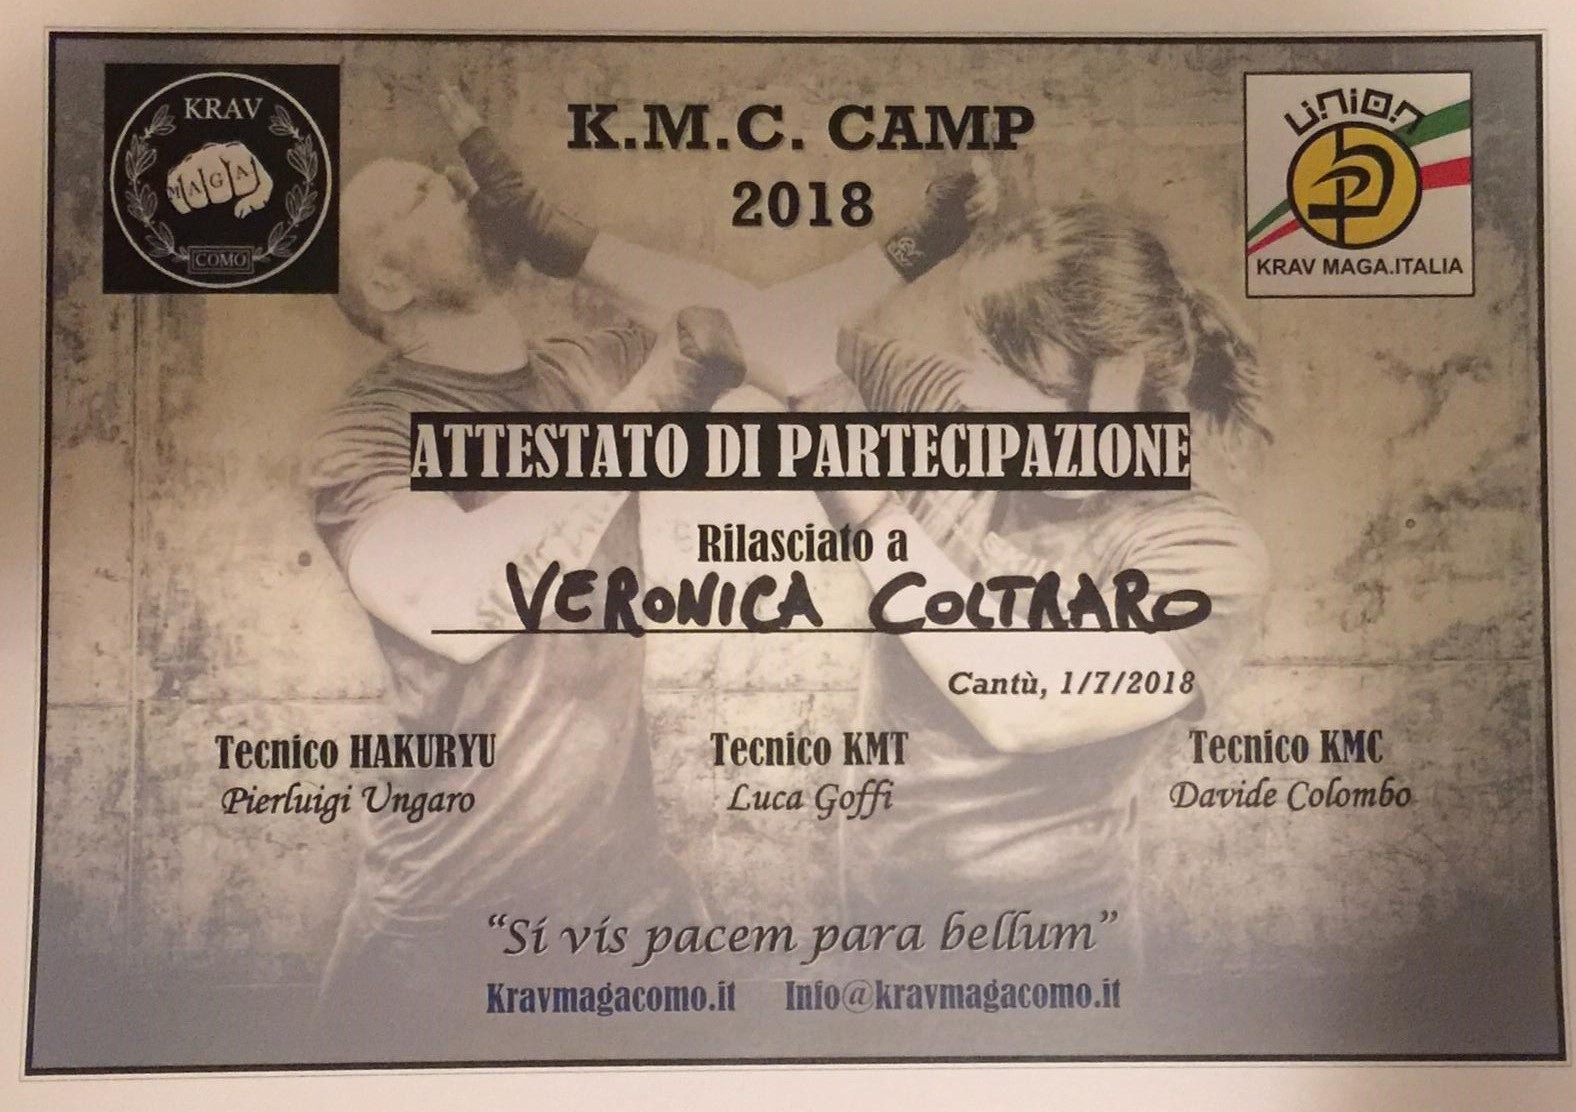 KRAV
MAGA
COMO
K.M.C. CAMP
2018
UNION
KRAV MAGA.ITALIA
ATTESTATO DI PARTECIPAZIONE
Rilasciato a
VERONICA COLTRARO
Cantù, 1/7/2018
Tecnico HAKURYU
Pierluigi Ungaro
Tecnico KMT
Luca Goffi
Tecnico KMC
Davide Colombo
“Si vis pacem para bellum”
Kravmagacomo.it Info@kravmagacomo.it